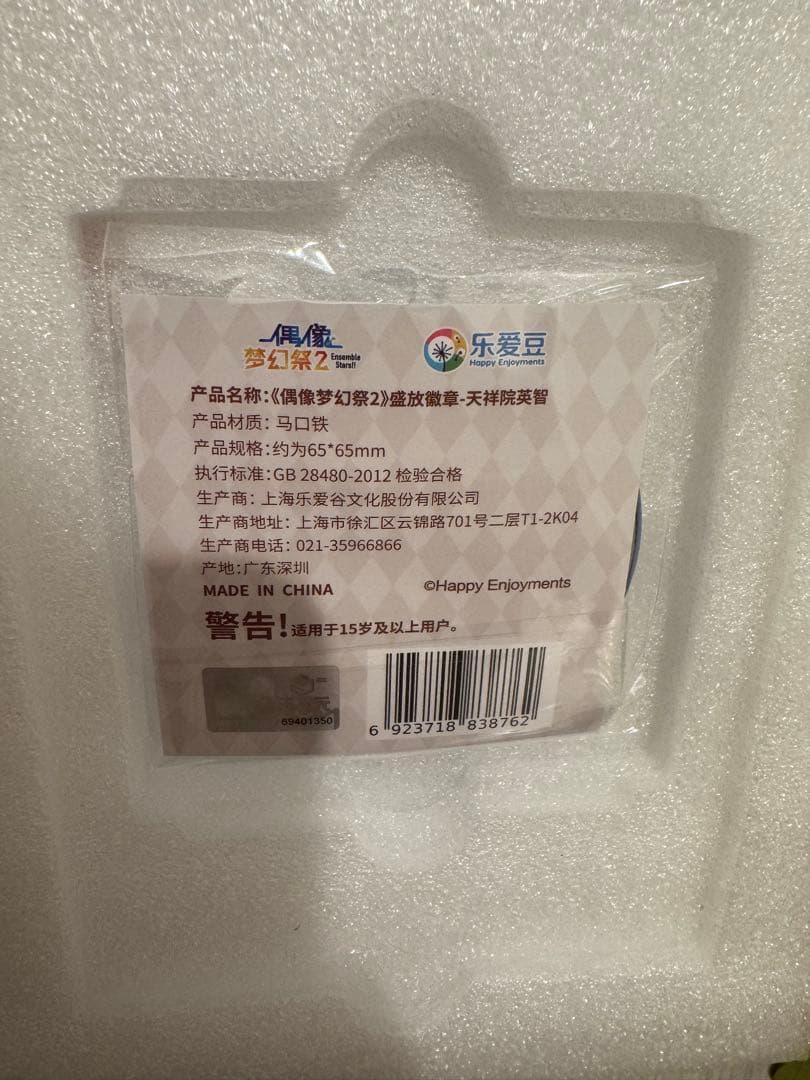 偶像
梦幻祭2 Ensemble Stars!!
乐爱豆
Happy Enjoyments
产品名称:《偶像梦幻祭2》盛放徽章-天祥院英智
产品材质: 马口铁
产品规格: 约为65*65mm
执行标准: GB 28480-2012 检验合格
生产商: 上海乐爱谷文化股份有限公司
生产商地址: 上海市徐汇区云锦路701号二层T1-2K04
生产商电话: 021-35966866
产地: 广东深圳
MADE IN CHINA
©Happy Enjoyments
警告! 适用于15岁及以上用户。
69401350
6 923718 838762